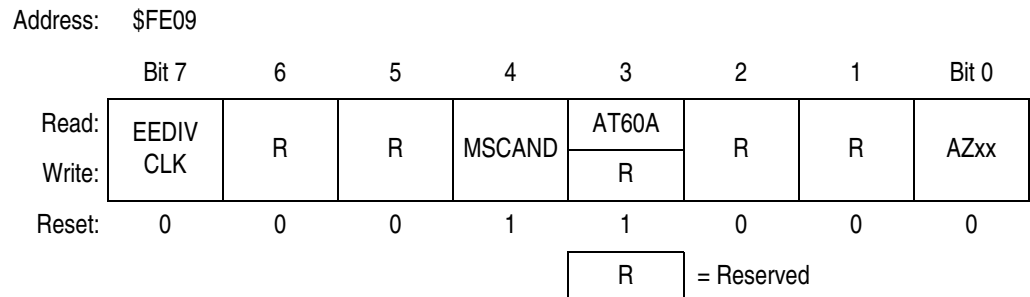 Address: $FE09
Bit 7 6 5 4 3 2 1 Bit 0
Read: EEDIV CLK R R MSCAND AT60A R R AZxx
Write: R
Reset: 0 0 0 1 1 0 0 0
R = Reserved